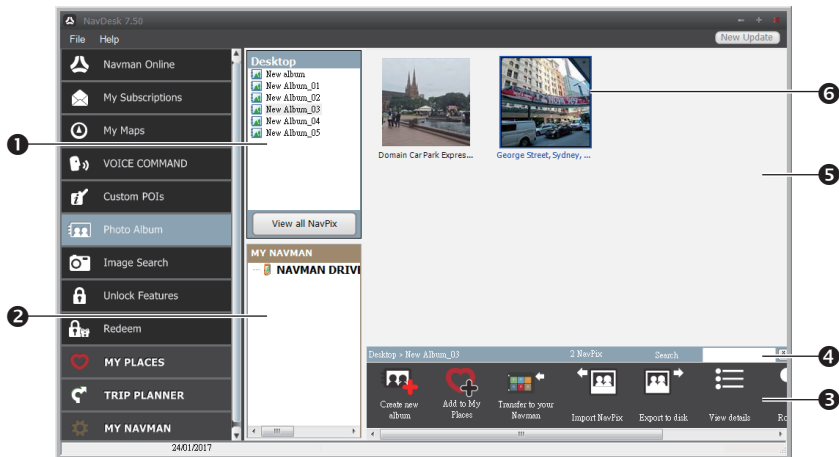 NavDesk 7.50
File Help
New Update
Navman Online
My Subscriptions
My Maps
VOICE COMMAND
Custom POIs
Photo Album
Image Search
Unlock Features
Redeem
MY PLACES
TRIP PLANNER
MY NAVMAN
24/01/2017
Desktop
New album
New Album_01
New Album_02
New Album_03
New Album_04
New Album_05
View all NavPix
MY NAVMAN
NAVMAN DRIV
Domain Car Park Expres...
George Street, Sydney, ...
Desktop > New Album_03 2 NavPix Search
Create new album
Add to My Places
Transfer to your Navman
Import NavPix
Export to disk
View details
Ro
1
2
6
5
4
3